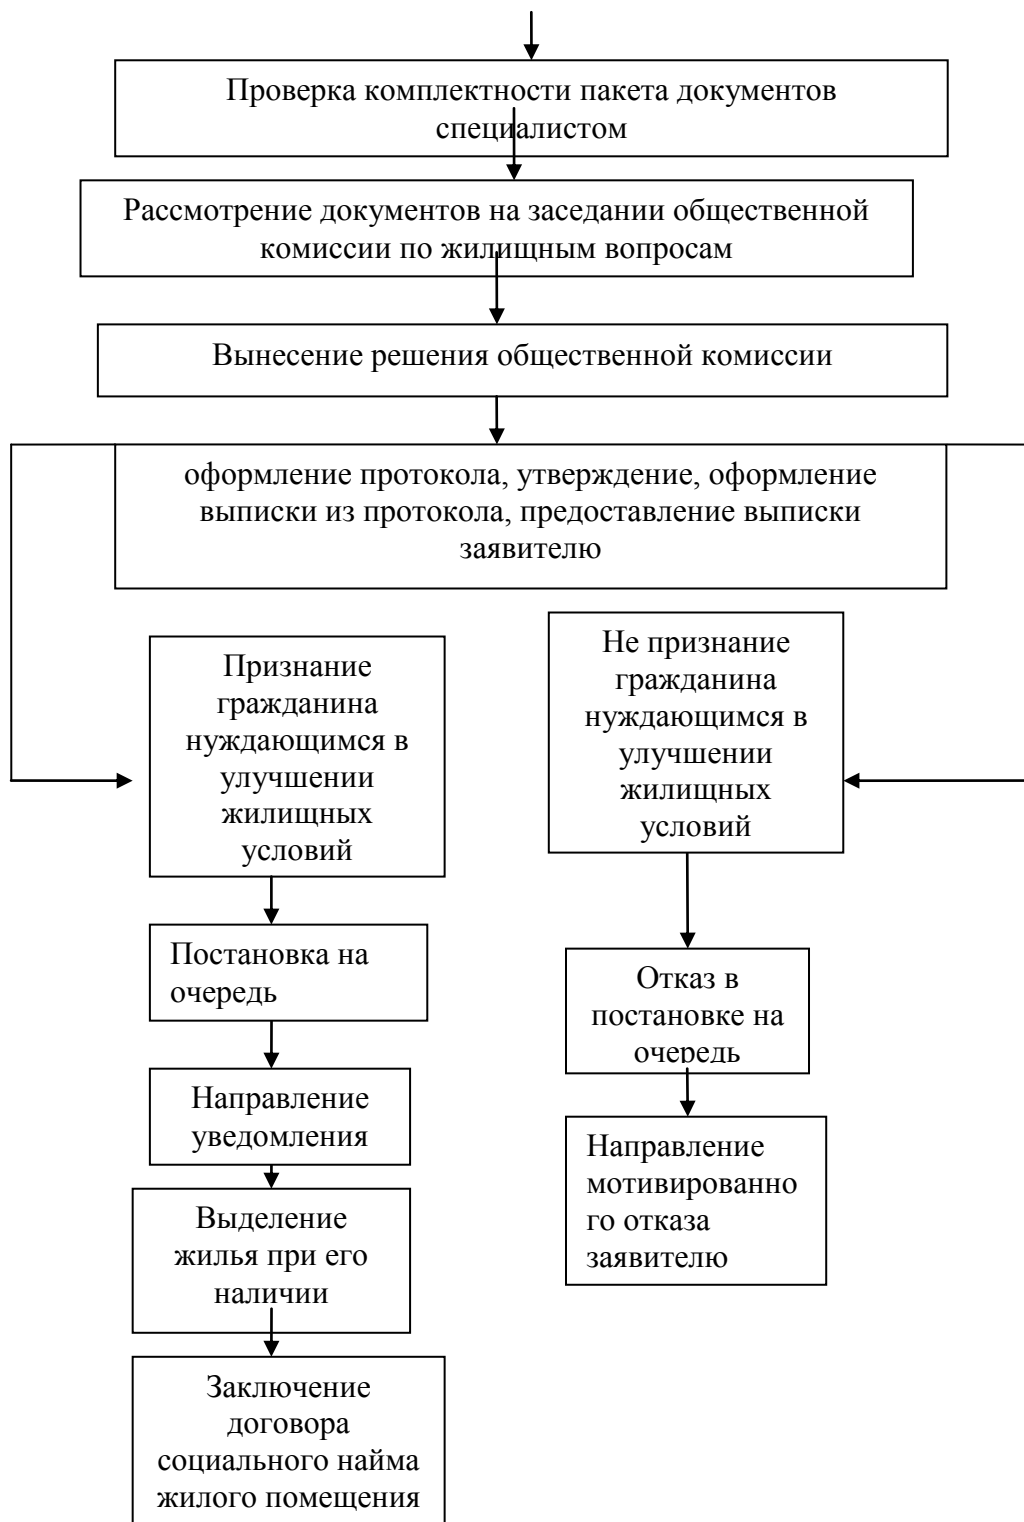 Проверка комплектности пакета документов
специалистом
Рассмотрение документов на заседании общественной
комиссии по жилищным вопросам
Вынесение решения общественной комиссии
оформление протокола, утверждение, оформление
выписки из протокола, предоставление выписки
заявителю
Признание
гражданина
нуждающимся в
улучшении
жилищных
условий
Постановка на
очередь
Направление
уведомления
Выделение
жилья при его
наличии
Заключение
договора
социального найма
жилого помещения
Не признание
гражданина
нуждающимся в
улучшении
жилищных
условий
Отказ в
постановке на
очередь
Направление
мотивированно
го отказа
заявителю